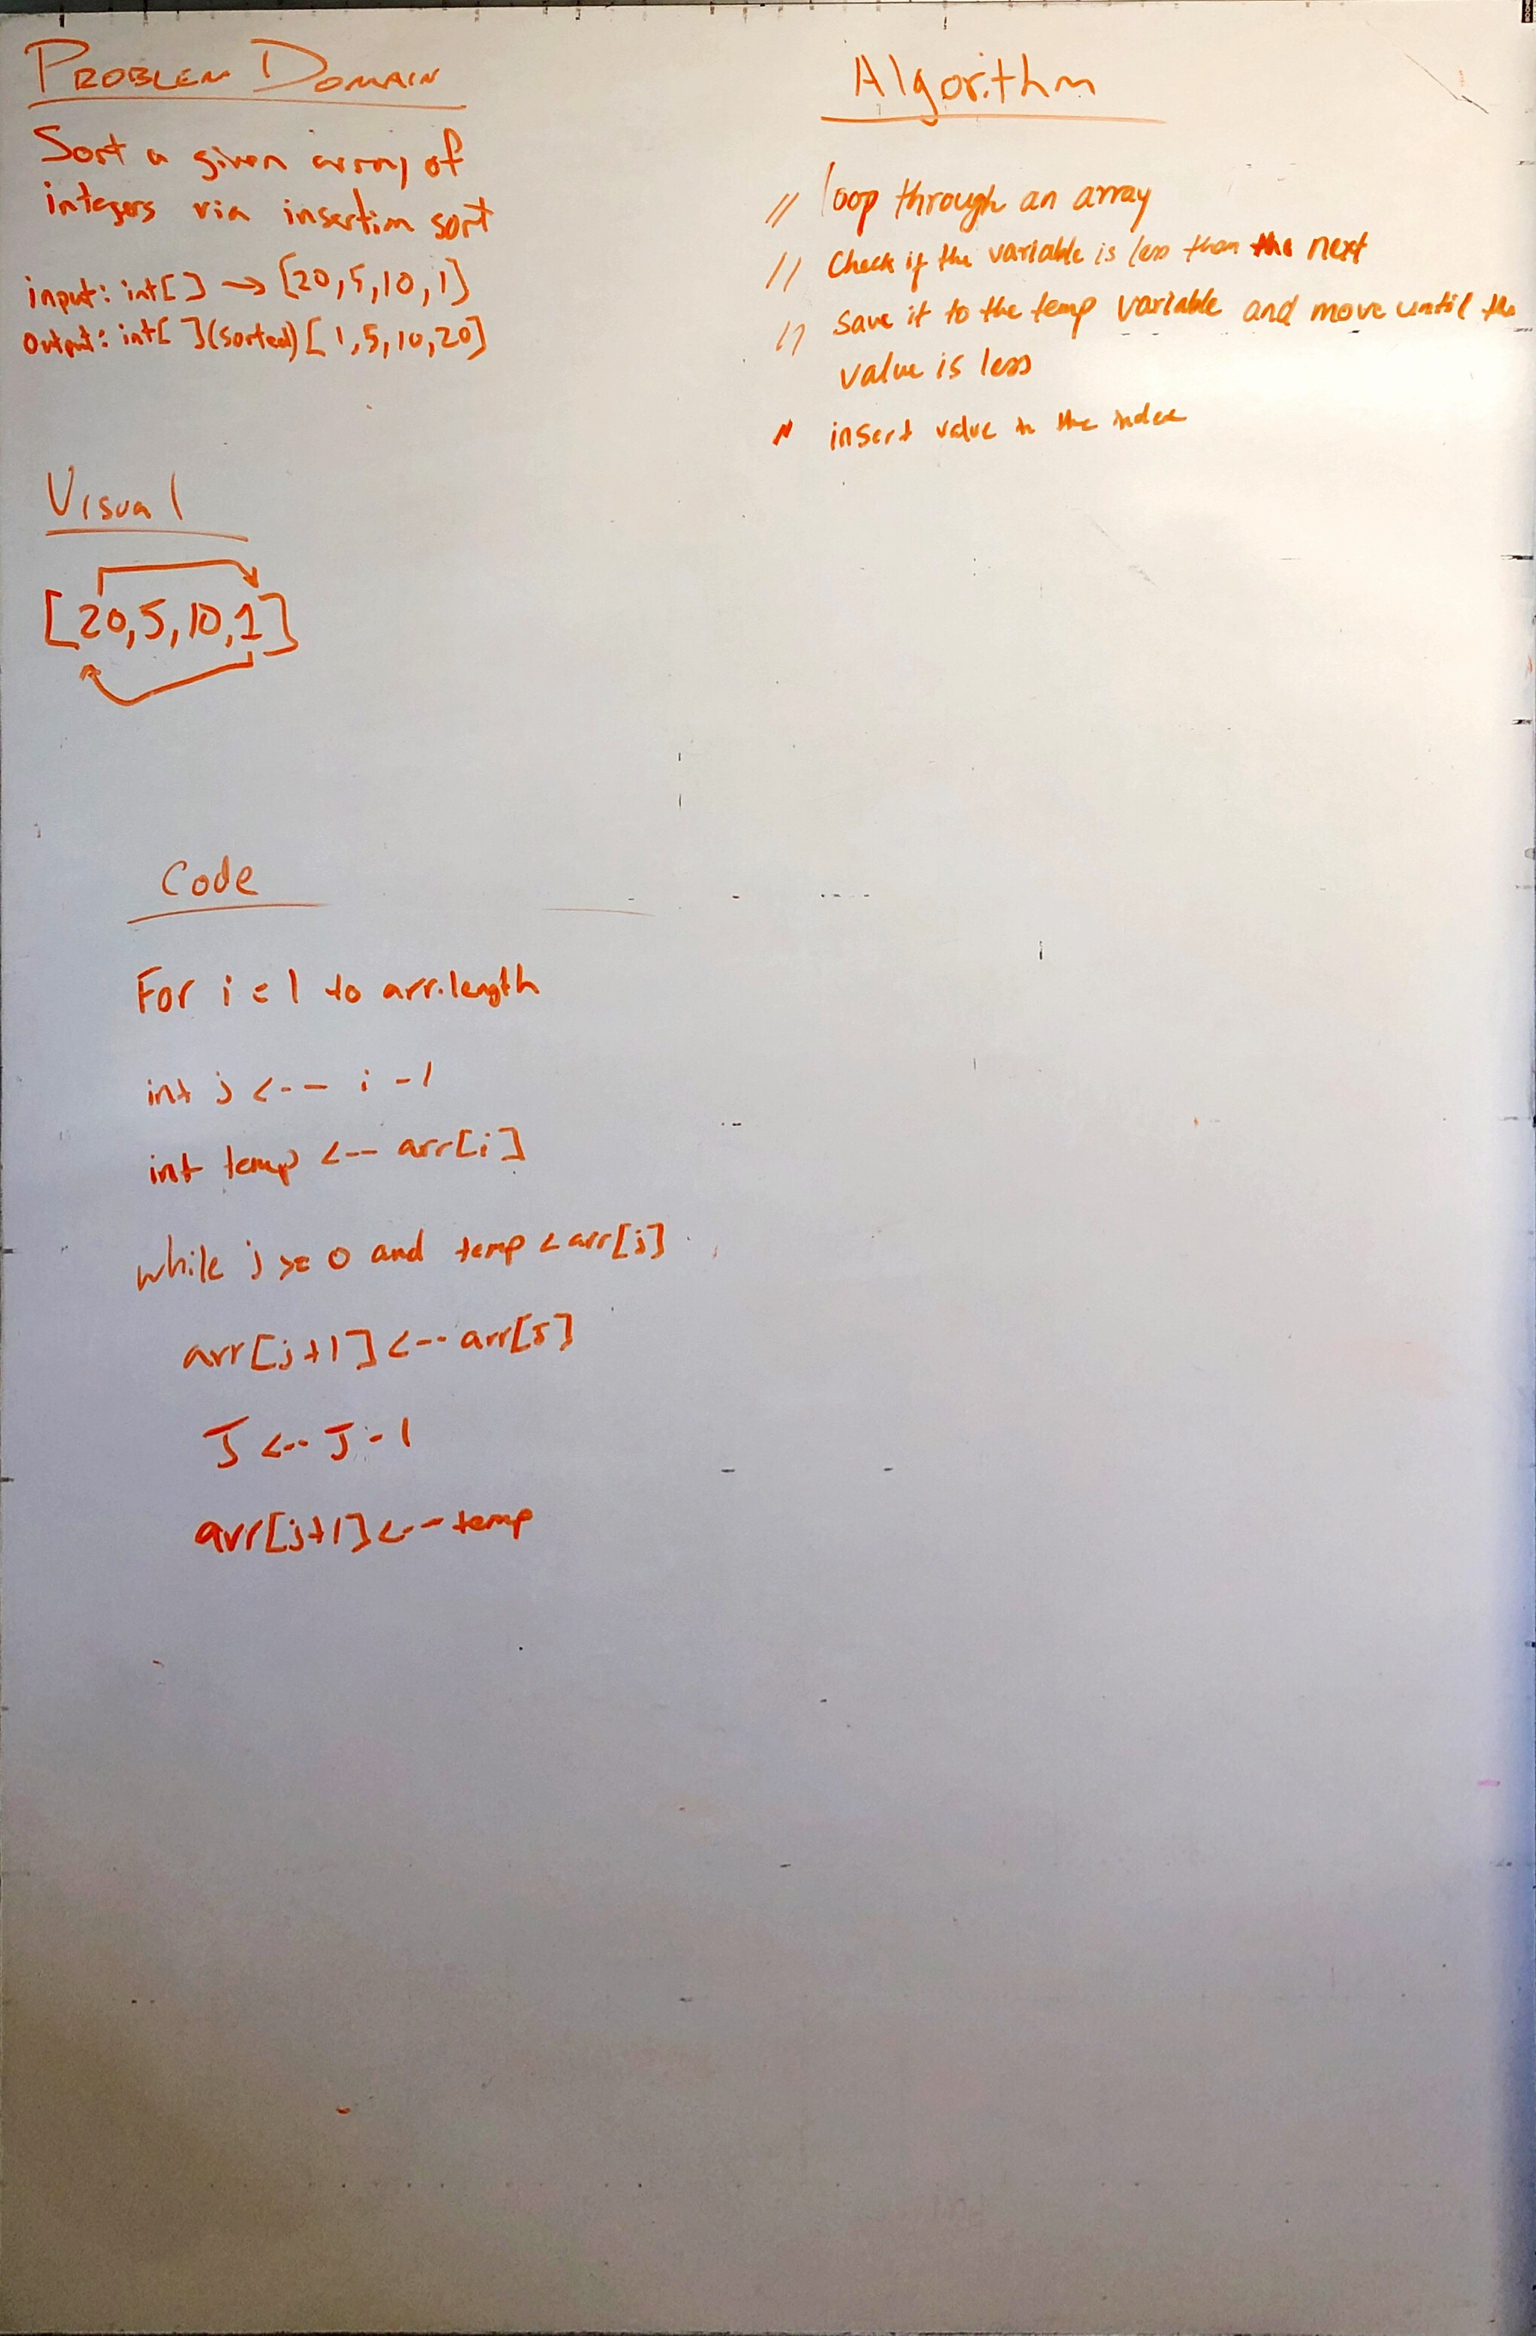 PROBLEM DOMAIN
Sort a given array of
integers via insertion sort
input: int[] → [20,5,10,1]
output: int[](sorted)[1,5,10,20]
Visual
[20,5,10,1]
Algorithm
// loop through an array
// Check if the variable is less than the next
// Save it to the temp variable and move until the
value is less
// insert value in the index
Code
For i = 1 to arr.length
int j <-- i -1
int temp <-- arr[i]
while j >= 0 and temp < arr[j]
arr[j+1] <-- arr[j]
J <-- J-1
arr[j+1] <-- temp